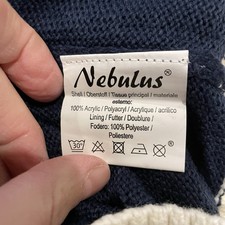 Nebulus®
Shell / Oberstoff / Tissue principal / materiale
esterno:
100% Acrylic / Polyacryl / Acrylique / acrilico
Lining / Futter / Doublure /
Fodero: 100% Polyester /
Poliestere
30°